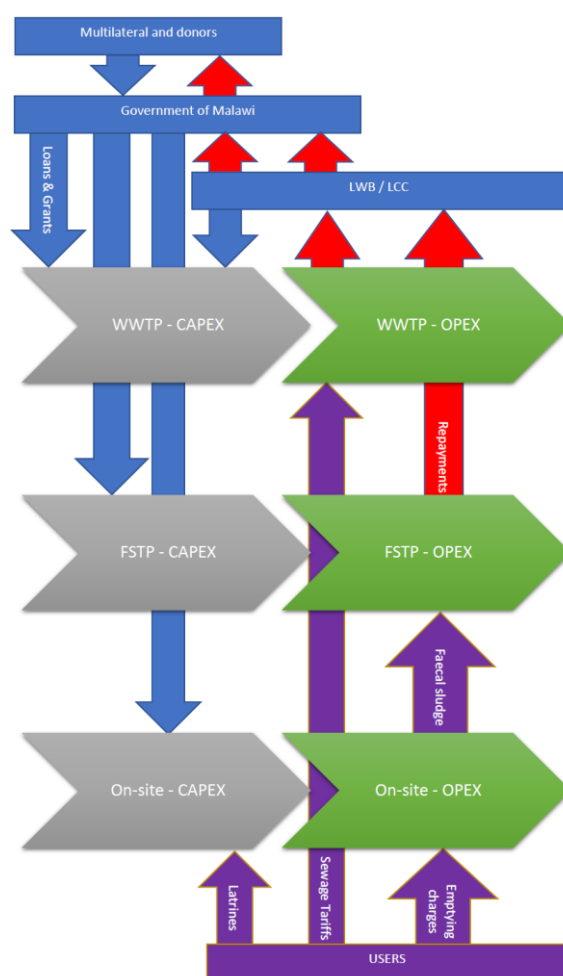 Multilateral and donors
Government of Malawi
Loans & Grants
LWB / LCC
WWTP - CAPEX
WWTP - OPEX
Repayments
FSTP - CAPEX
FSTP - OPEX
Faecal sludge
On-site - CAPEX
On-site - OPEX
Latrines
Sewage Tariffs
Emptying
charges
USERS